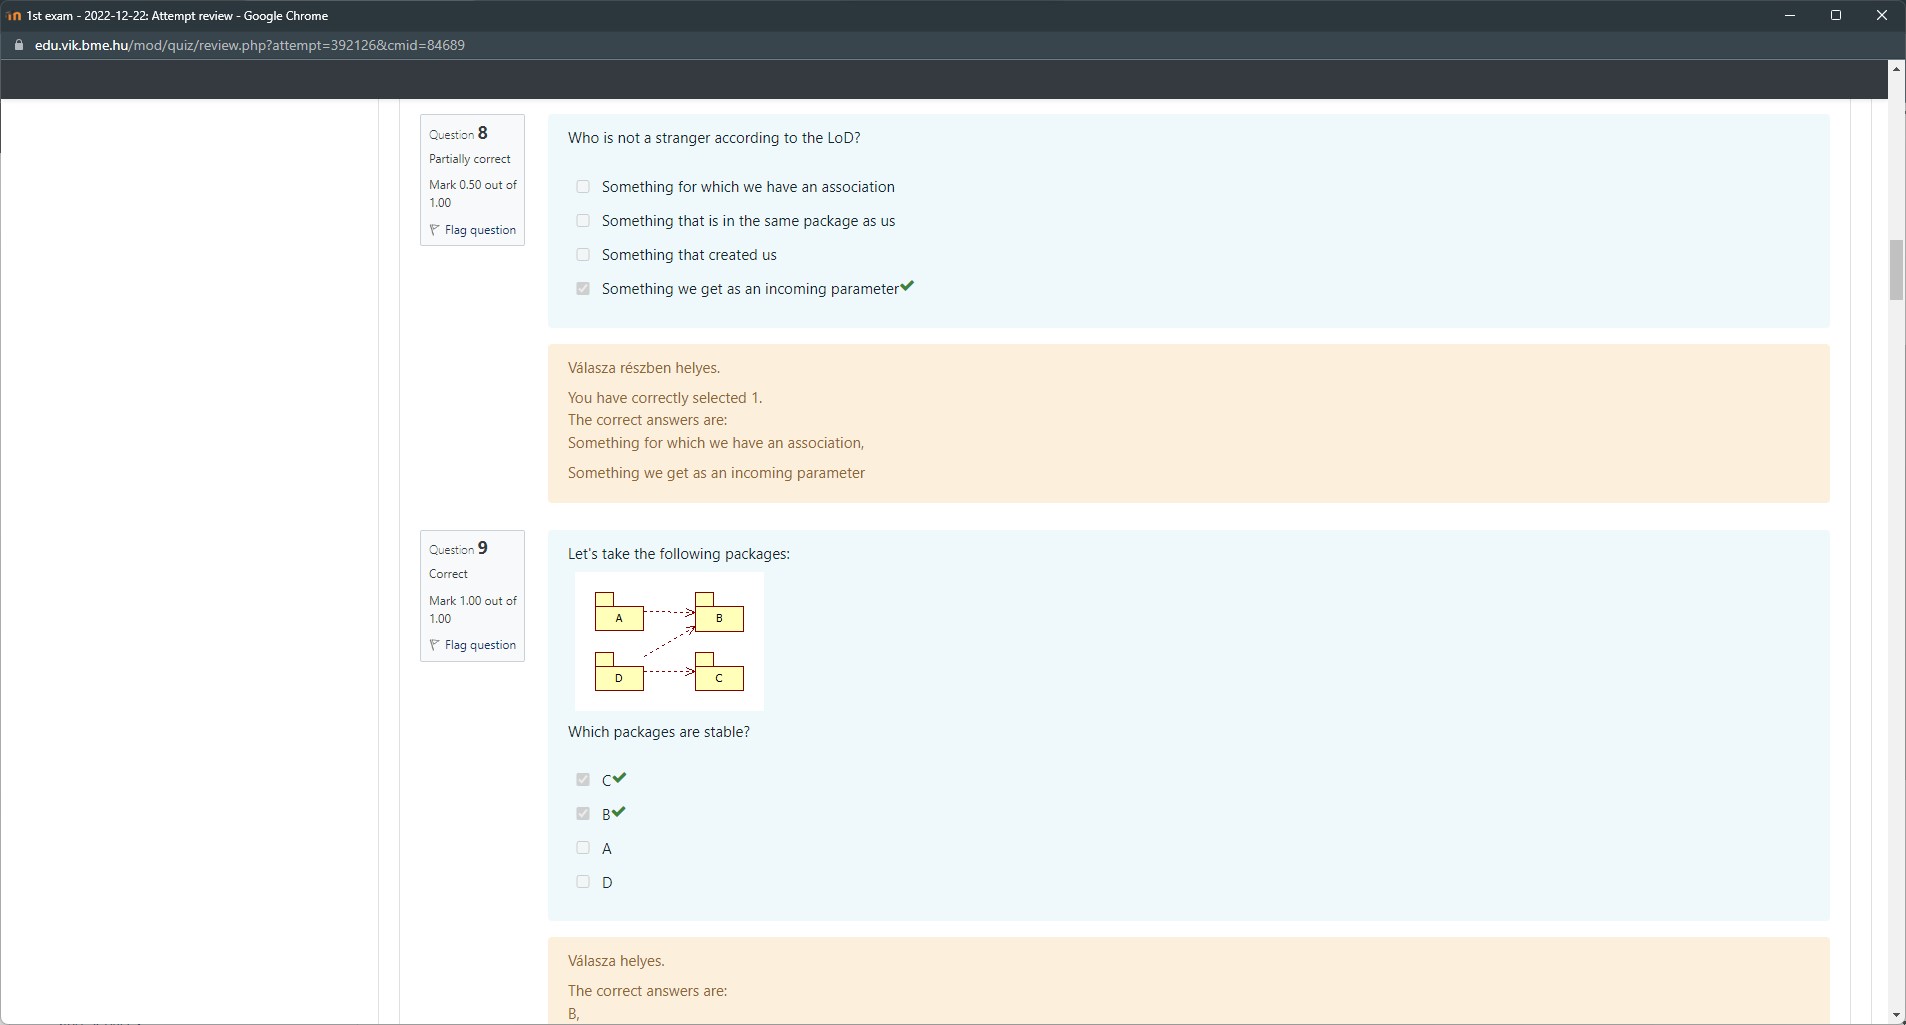 1st exam - 2022-12-22: Attempt review - Google Chrome
edu.vik.bme.hu/mod/quiz/review.php?attempt=392126&cmid=84689
Question 8
Partially correct
Mark 0.50 out of
1.00
Flag question
Who is not a stranger according to the LoD?
Something for which we have an association
Something that is in the same package as us
Something that created us
Something we get as an incoming parameter
Válasza részben helyes.
You have correctly selected 1.
The correct answers are:
Something for which we have an association,
Something we get as an incoming parameter
Question 9
Correct
Mark 1.00 out of
1.00
Flag question
Let's take the following packages:
A
B
D
C
Which packages are stable?
C
B
A
D
Válasza helyes.
The correct answers are:
B,